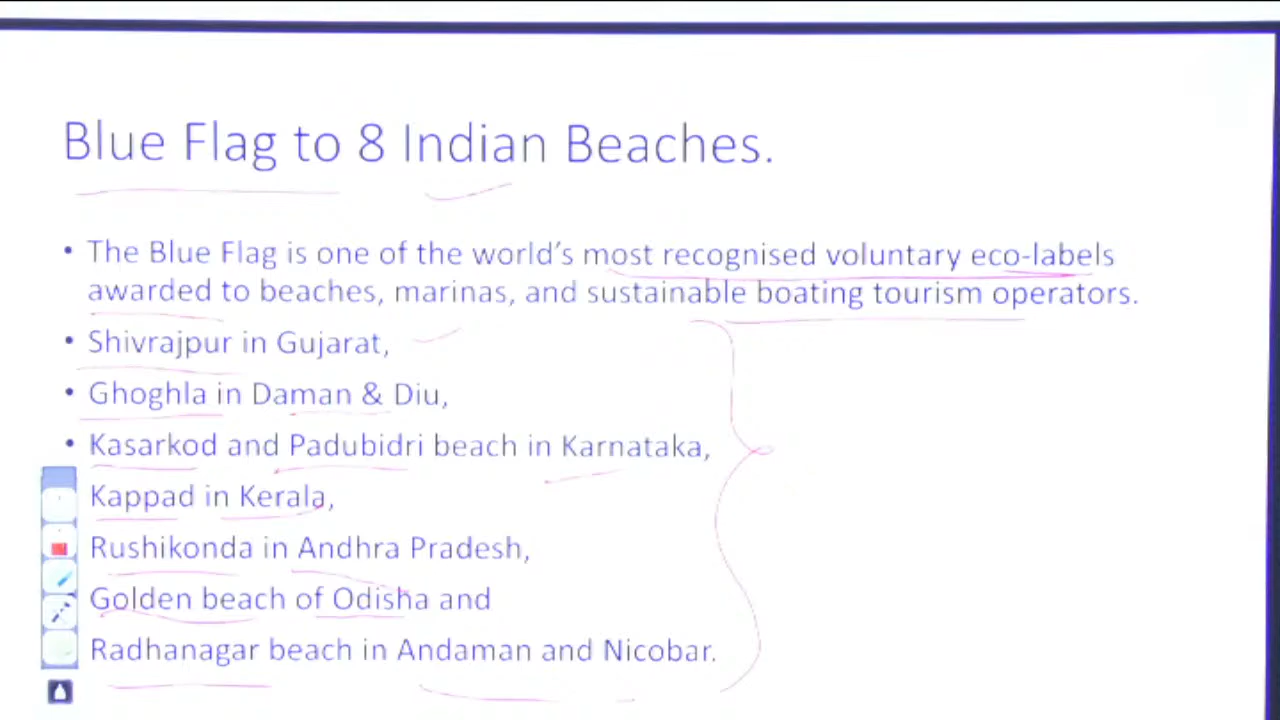 Blue Flag to 8 Indian Beaches.
• The Blue Flag is one of the world's most recognised voluntary eco-labels
awarded to beaches, marinas, and sustainable boating tourism operators.
• Shivrajpur in Gujarat,
• Ghoghla in Daman & Diu,
• Kasarkod and Padubidri beach in Karnataka,
Kappad in Kerala,
Rushikonda in Andhra Pradesh,
Golden beach of Odisha and
Radhanagar beach in Andaman and Nicobar.